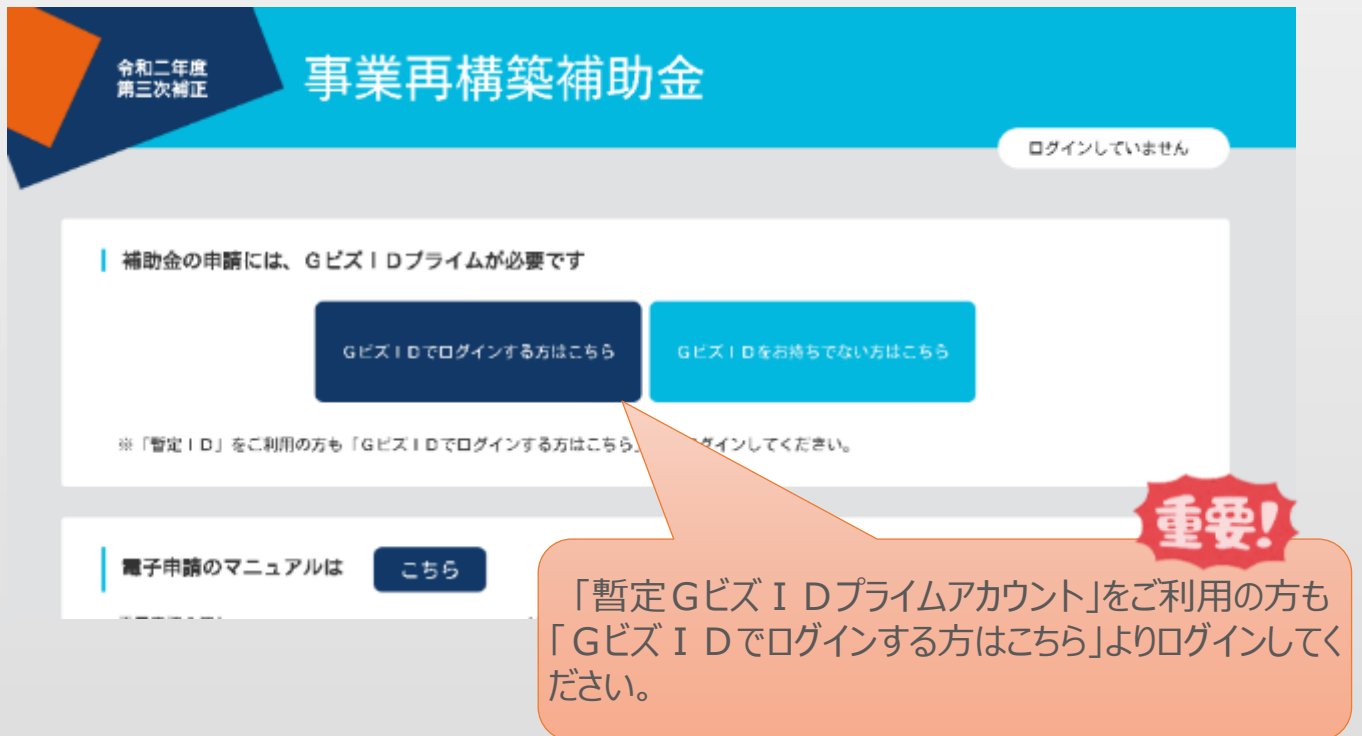 令和二年度
第三次補正
事業再構築補助金
ログインしていません
補助金の申請には、GビズIDプライムが必要です
GビズIDでログインする方はこちら
GビズIDをお持ちでない方はこちら
※「暫定ID」をご利用の方も「GビズIDでログインする方はこちら」 グインしてください。
重要!
電子申請のマニュアルは
こちら
「暫定GビズIDプライムアカウント」をご利用の方も
「GビズIDでログインする方はこちら」よりログインしてく
ださい。